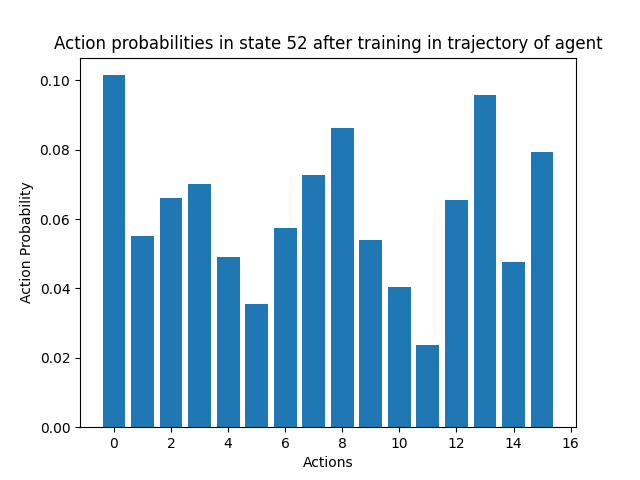 Action probabilities in state 52 after training in trajectory of agent
0.10
0.08
0.06
0.04
0.02
0.00
Action Probability
0 2 4 6 8 10 12 14 16
Actions